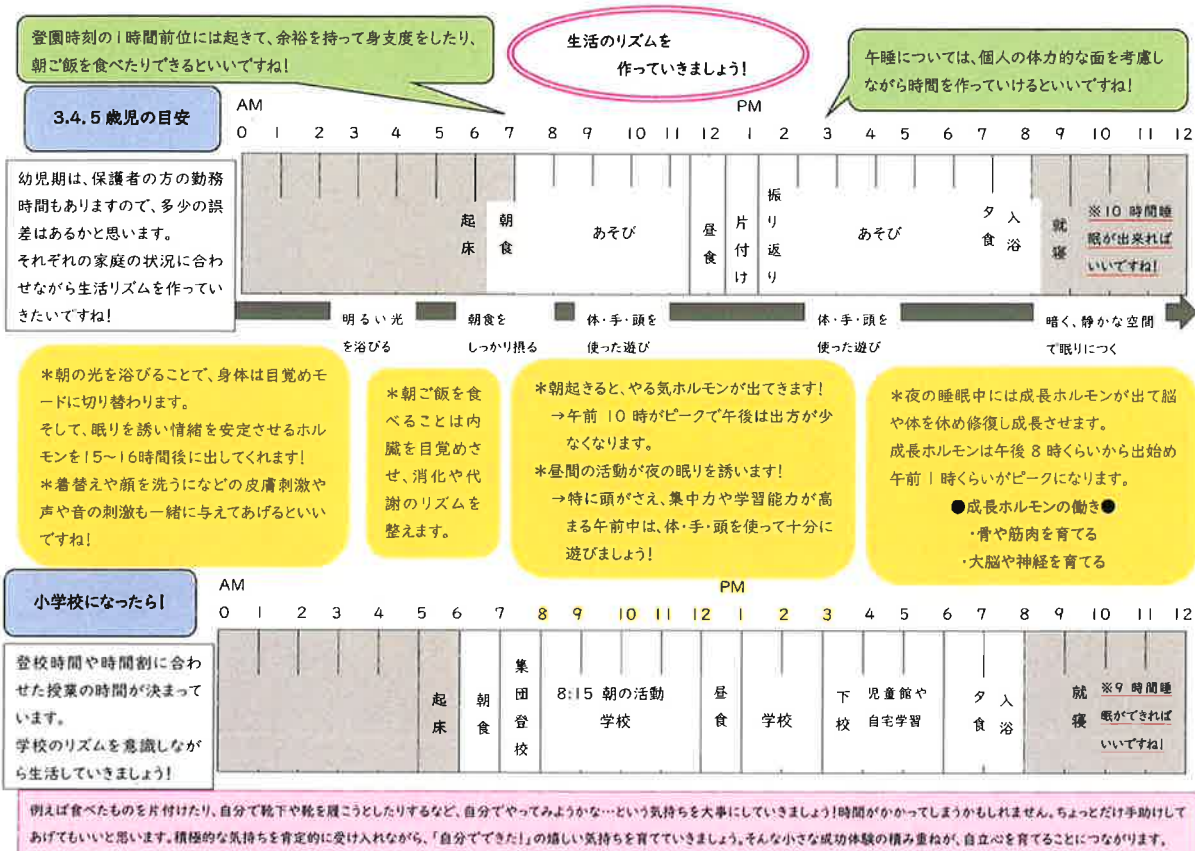 登園時刻の1時間前位には起きて、余裕を持って身支度をしたり、
朝ご飯を食べたりできるといいですね!
生活のリズムを
作っていきましょう!
午睡については、個人の体力的な面を考慮し
ながら時間を作っていけるといいですね!
3.4.5歳児の目安
AM
PM
0 1 2 3 4 5 6 7 8 9 10 11 12 1 2 3 4 5 6 7 8 9 10 11 12
幼児期は、保護者の方の勤務
時間もありますので、多少の誤
差はあるかと思います。
それぞれの家庭の状況に合わ
せながら生活リズムを作ってい
きたいですね!
起床
朝食
あそび
昼食
片付け
振り返り
あそび
夕食
入浴
就寝
※10 時間睡
眠が出来れば
いいですね!
明るい光
を浴びる
朝食を
しっかり摂る
体・手・頭を
使った遊び
体・手・頭を
使った遊び
暗く、静かな空間
で眠りにつく
*朝の光を浴びることで、身体は目覚めモ
ードに切り替わります。
そして、眠りを誘い情緒を安定させるホル
モンを15~16時間後に出してくれます!
*着替えや顔を洗うになどの皮膚刺激や
声や音の刺激も一緒に与えてあげるといい
ですね!
*朝ご飯を食
べることは内
臓を目覚めさ
せ、消化や代
謝のリズムを
整えます。
*朝起きると、やる気ホルモンが出てきます!
→午前 10 時がピークで午後は出方が少
なくなります。
*昼間の活動が夜の眠りを誘います!
→特に頭がさえ、集中力や学習能力が高
まる午前中は、体・手・頭を使って十分に
遊びましょう!
*夜の睡眠中には成長ホルモンが出て脳
や体を休め修復し成長させます。
成長ホルモンは午後 8 時くらいから出始め
午前 1 時くらいがピークになります。
●成長ホルモンの働き●
・骨や筋肉を育てる
・大脳や神経を育てる
小学校になったら!
AM
PM
0 1 2 3 4 5 6 7 8 9 10 11 12 1 2 3 4 5 6 7 8 9 10 11 12
登校時間や時間割に合わ
せた授業の時間が決まって
います。
学校のリズムを意識しなが
ら生活していきましょう!
起床
朝食
集団登校
8:15 朝の活動
学校
昼食
学校
下校
児童館や
自宅学習
夕食
入浴
就寝
※9 時間睡
眠ができれば
いいですね!
例えば食べたものを片付けたり、自分で靴下や靴を履こうとしたりするなど、自分でやってみようかな…という気持ちを大事にしていきましょう!時間がかかってしまうかもしれません。ちょっとだけ手助けして
あげてもいいと思います。積極的な気持ちを肯定的に受け入れながら、「自分でできた!」の嬉しい気持ちを育てていきましょう。そんな小さな成功体験の積み重ねが、自立心を育てることにつながります。